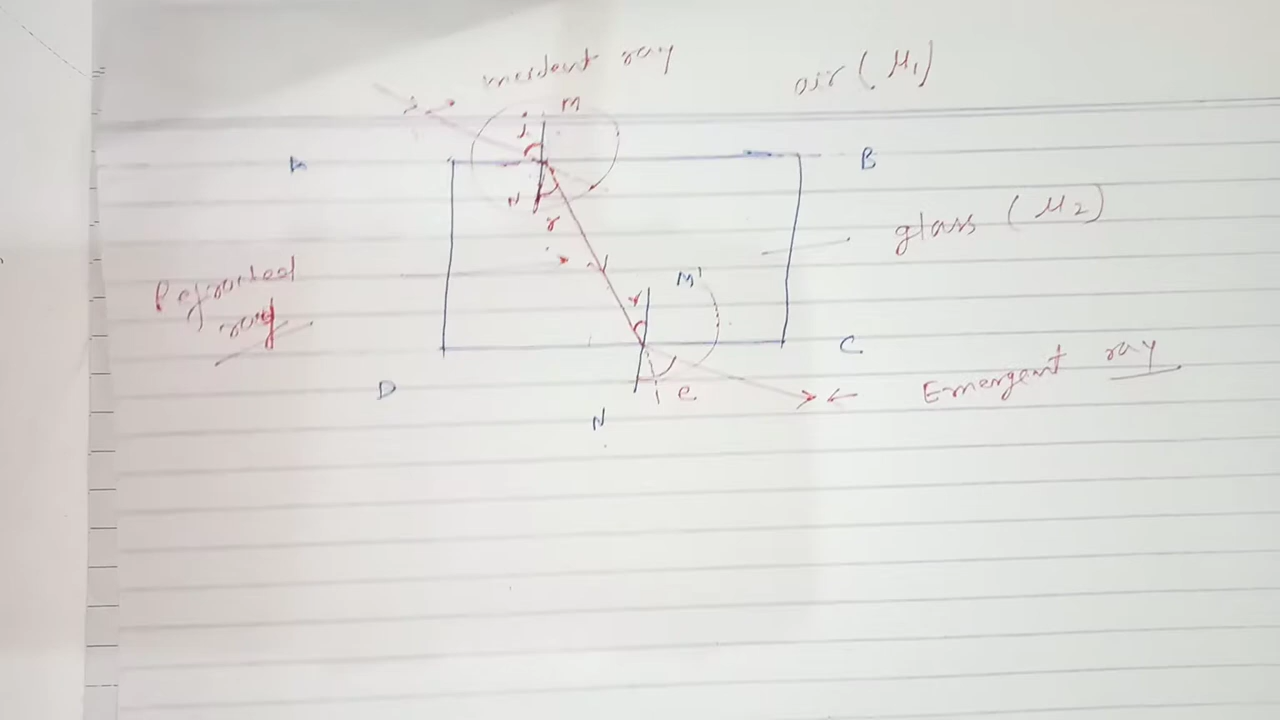 incident ray
air (μ1)
M
i
A
B
N
r
glass (μ2)
Refracted
ray
M'
r
C
Emergent ray
D
i
e
N